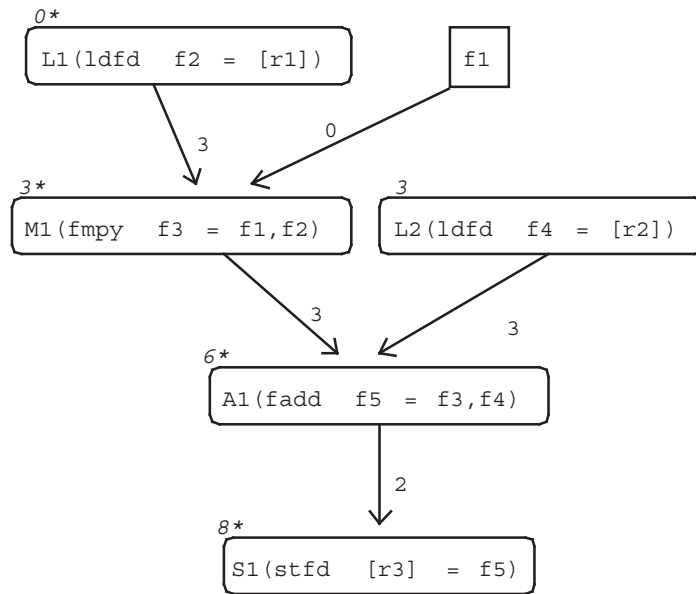 0*
L1(ldfd f2 = [r1])
f1
3
0
3*
3
M1(fmpy f3 = f1,f2)
L2(ldfd f4 = [r2])
3
3
6*
A1(fadd f5 = f3,f4)
2
8*
S1(stfd [r3] = f5)